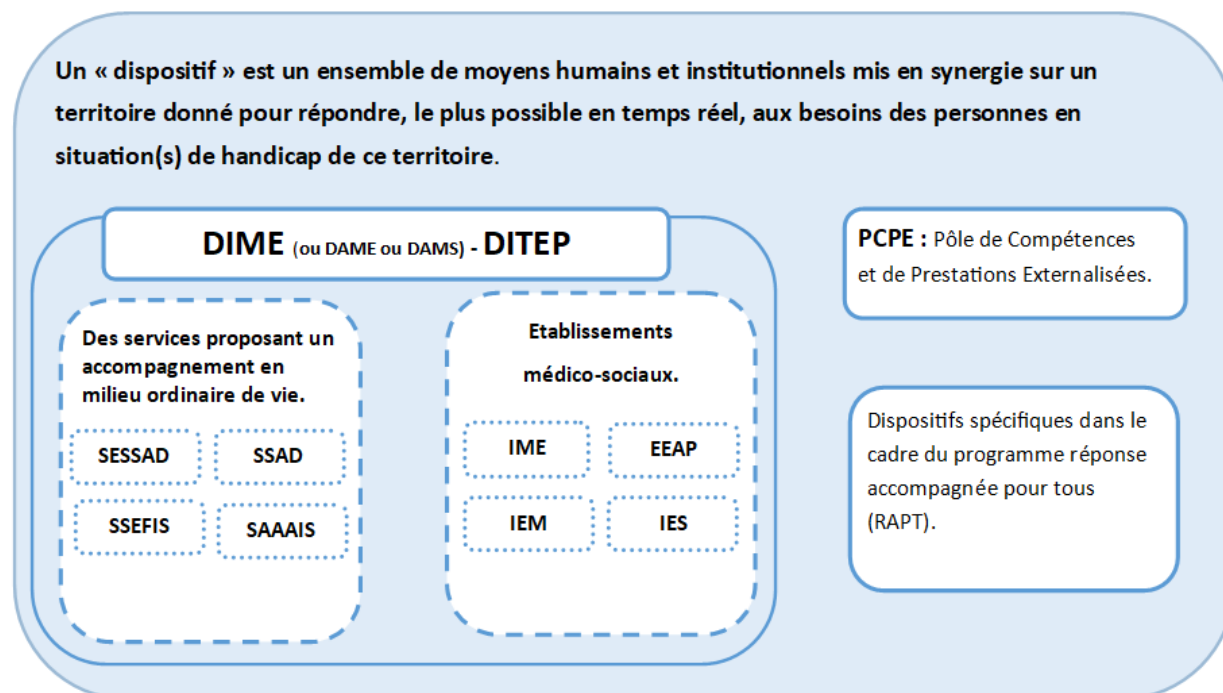 Un « dispositif » est un ensemble de moyens humains et institutionnels mis en synergie sur un
territoire donné pour répondre, le plus possible en temps réel, aux besoins des personnes en
situation(s) de handicap de ce territoire.
DIME (ou DAME ou DAMS) - DITEP
Des services proposant un
accompagnement en
milieu ordinaire de vie.
SESSAD
SSAD
SSEFIS
SAAAIS
Etablissements
médico-sociaux.
IME
EEAP
IEM
IES
PCPE : Pôle de Compétences
et de Prestations Externalisées.
Dispositifs spécifiques dans le
cadre du programme réponse
accompagnée pour tous
(RAPT).